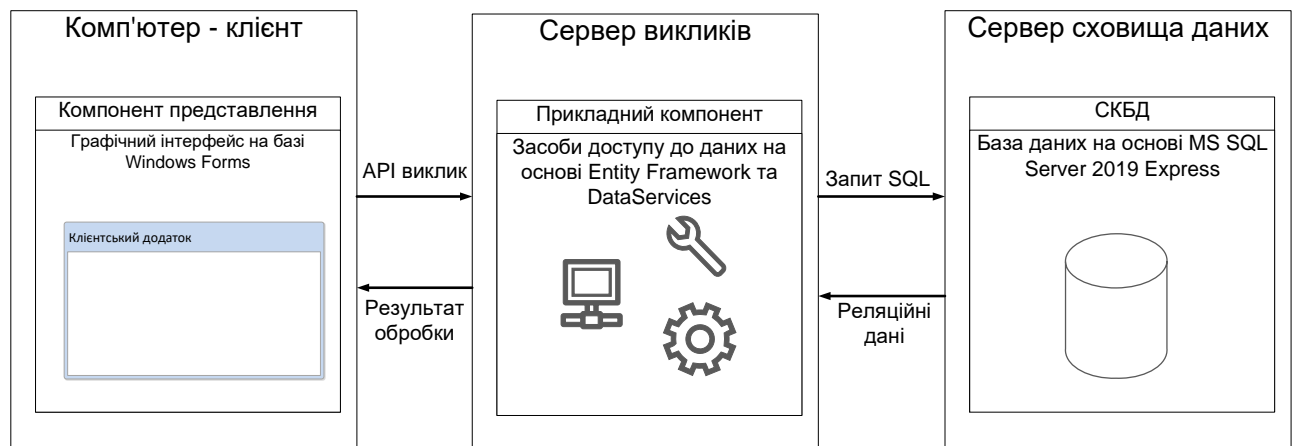 Комп'ютер - клієнт
Компонент представлення
Графічний інтерфейс на базі
Windows Forms
Клієнтський додаток
API виклик
Результат
обробки
Сервер викликів
Прикладний компонент
Засоби доступу до даних на
основі Entity Framework та
DataServices
Запит SQL
Реляційні
дані
Сервер сховища даних
СКБД
База даних на основі MS SQL
Server 2019 Express